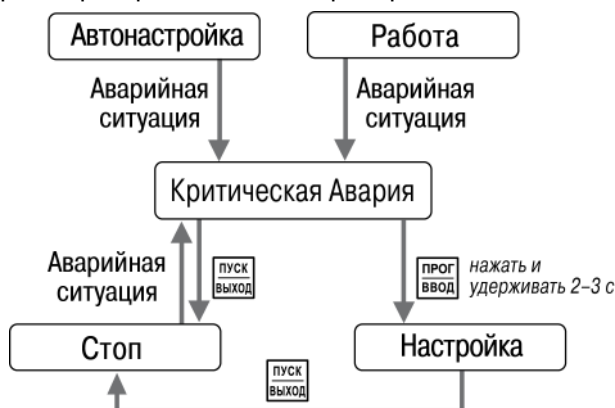 Автонастройка
Работа
Аварийная
ситуация
Аварийная
ситуация
Критическая Авария
Аварийная
ситуация
ПУСК
ВЫХОД
ПРОГ
ВВОД
нажать и
удерживать 2–3 с
Стоп
Настройка
ПУСК
ВЫХОД